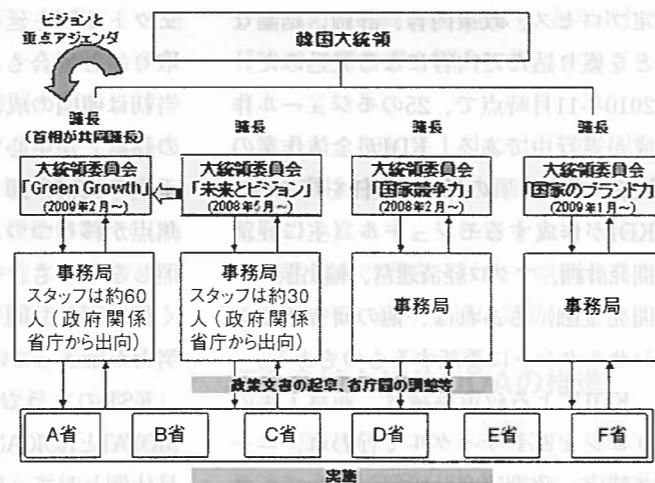 ビジョンと
重点アジェンダ
韓国大統領
議長
(首相が共同議長)
議長
議長
議長
大統領委員会
「Green Growth」
(2009年2月～)
大統領委員会
「未来とビジョン」
(2008年5月～)
大統領委員会
「国家競争力」
(2008年2月～)
大統領委員会
「国家のブランド力」
(2009年1月～)
事務局
スタッフは約60
人(政府関係
省庁から出向)
事務局
スタッフは約30
人(政府関係
省庁から出向)
事務局
事務局
政策文書の起草、省庁間の調整等
A省
B省
C省
D省
E省
F省
実施